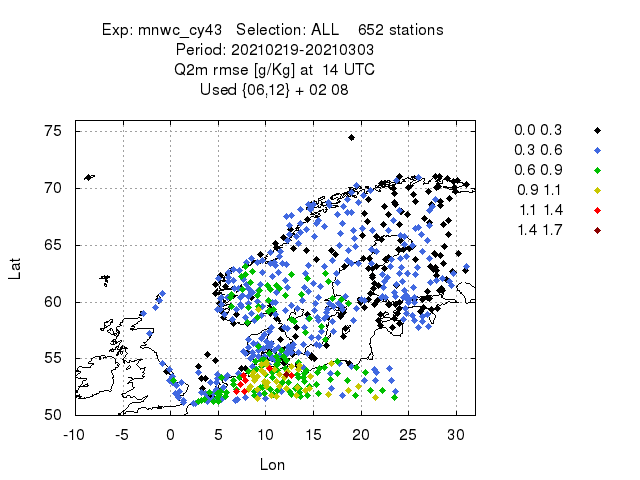 Exp: mnwc_cy43 Selection: ALL 652 stations
Period: 20210219-20210303
Q2m rmse [g/Kg] at 14 UTC
Used {06,12} + 02 08
0.0 0.3
0.3 0.6
0.6 0.9
0.9 1.1
1.1 1.4
1.4 1.7
75
70
65
60
55
50
Lat
-10 -5 0 5 10 15 20 25 30
Lon